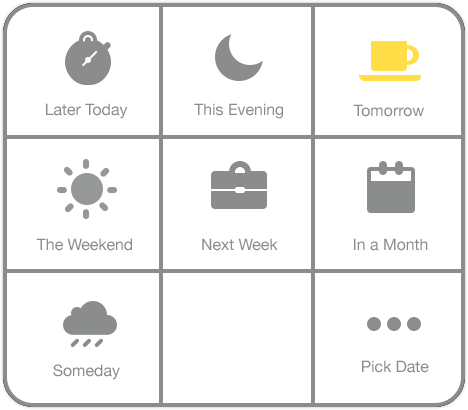 Later Today
This Evening
Tomorrow
The Weekend
Next Week
In a Month
Someday
Pick Date